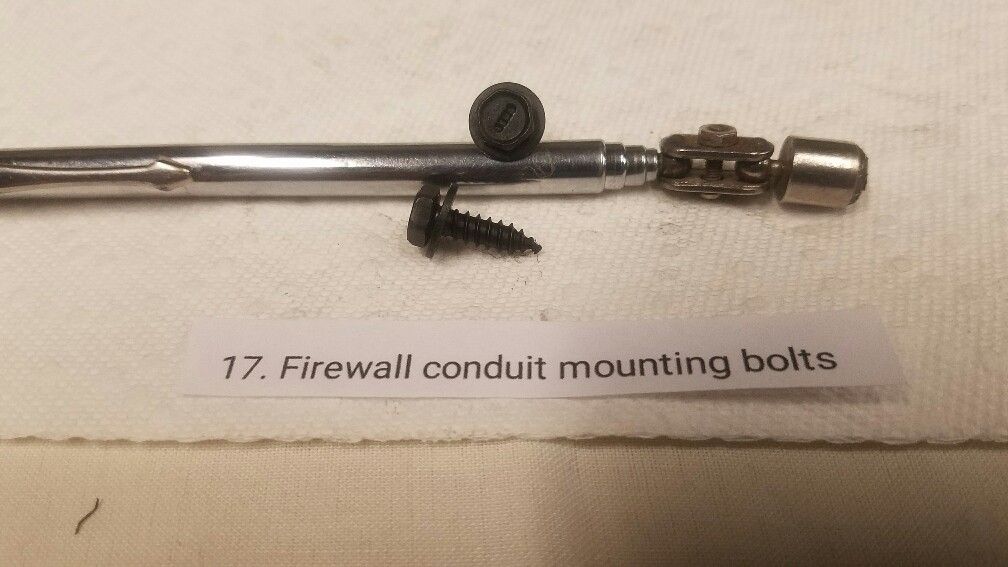 17. Firewall conduit mounting bolts